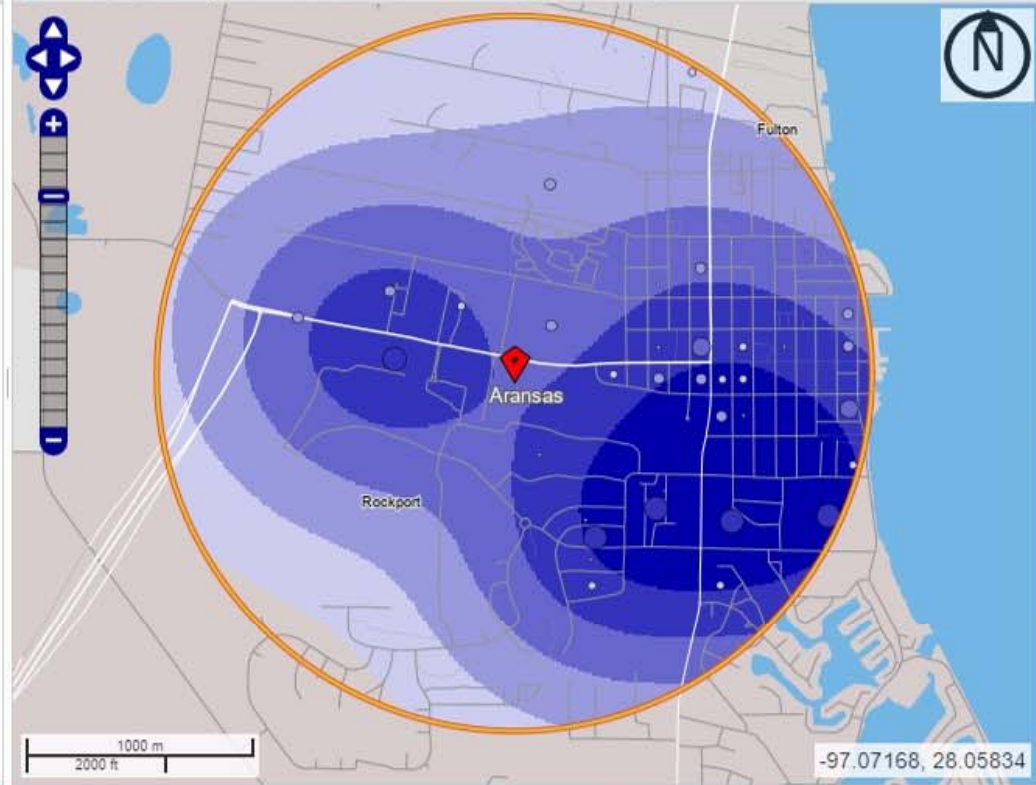 N
Fulton
Aransas
Rockport
1000 m
2000 ft
-97.07168, 28.05834